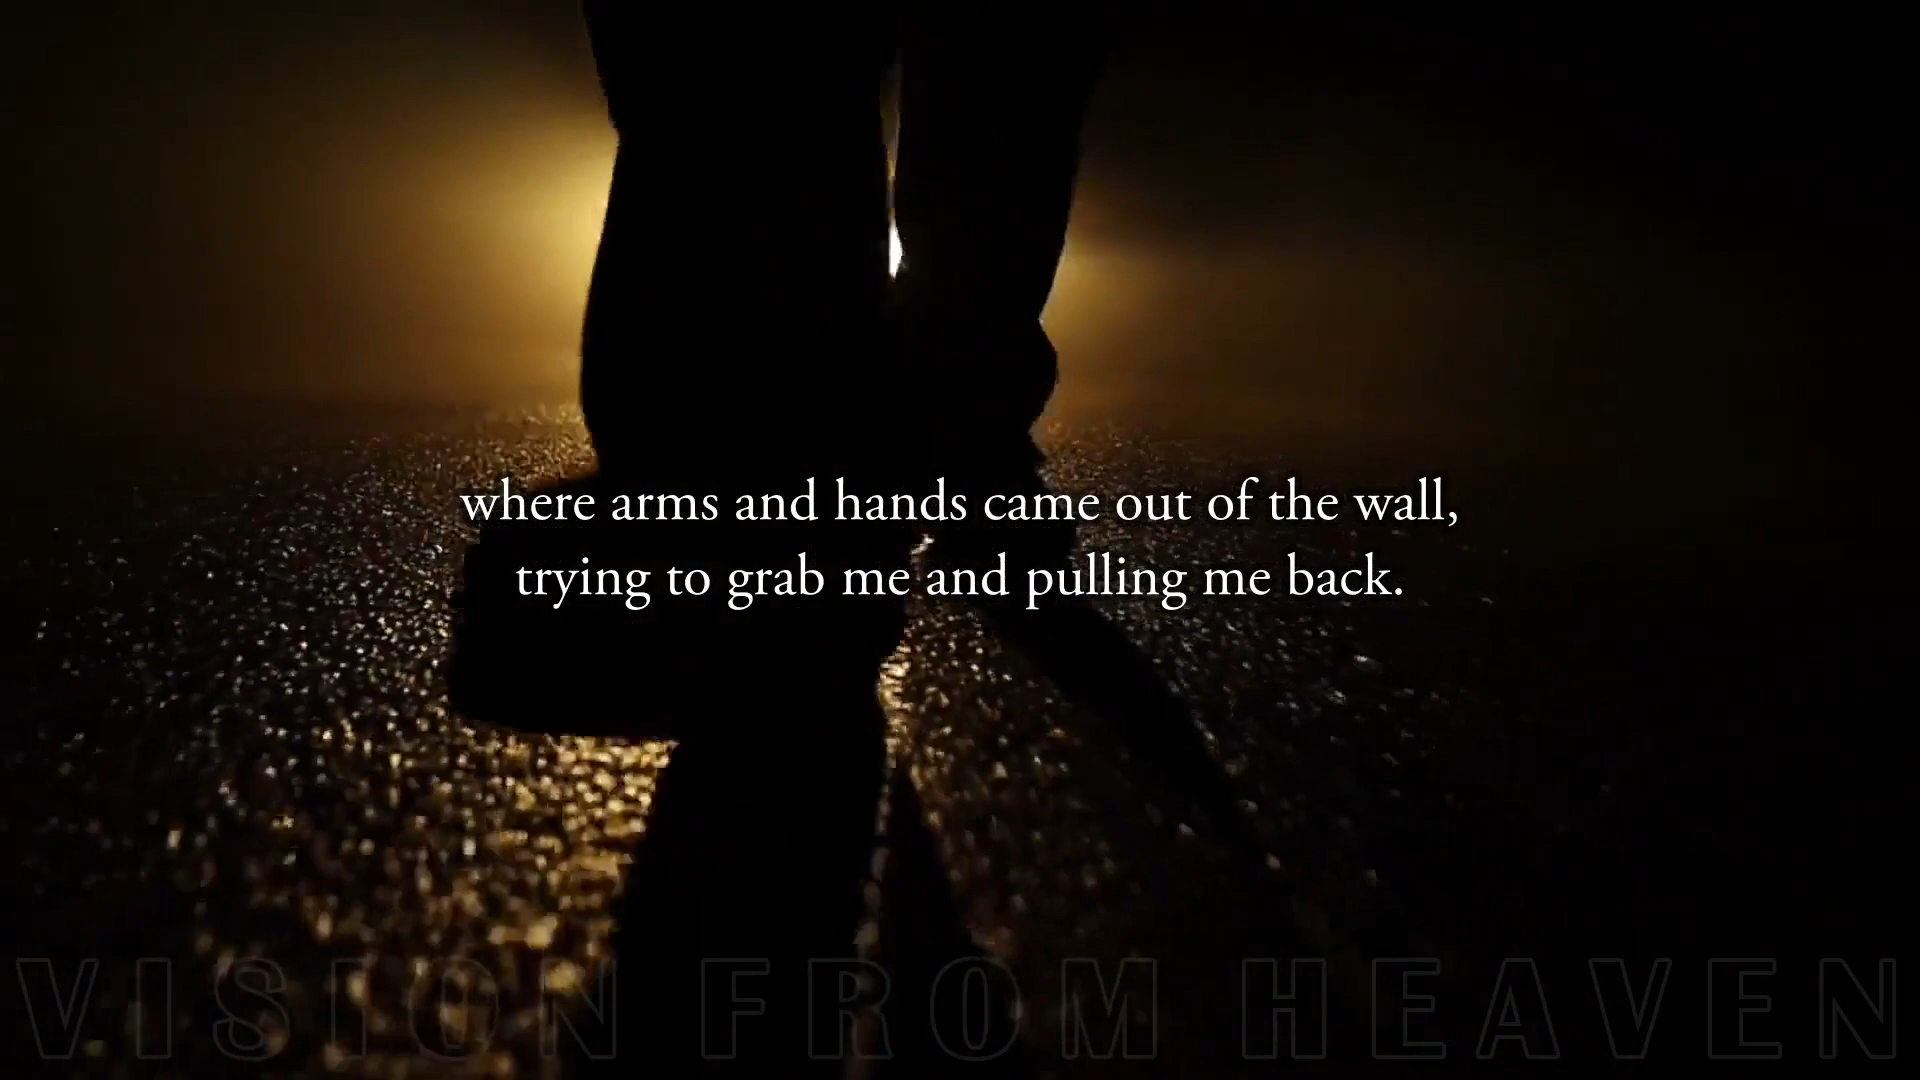 where arms and hands came out of the wall,
trying to grab me and pulling me back.
VISION FROM HEAVEN